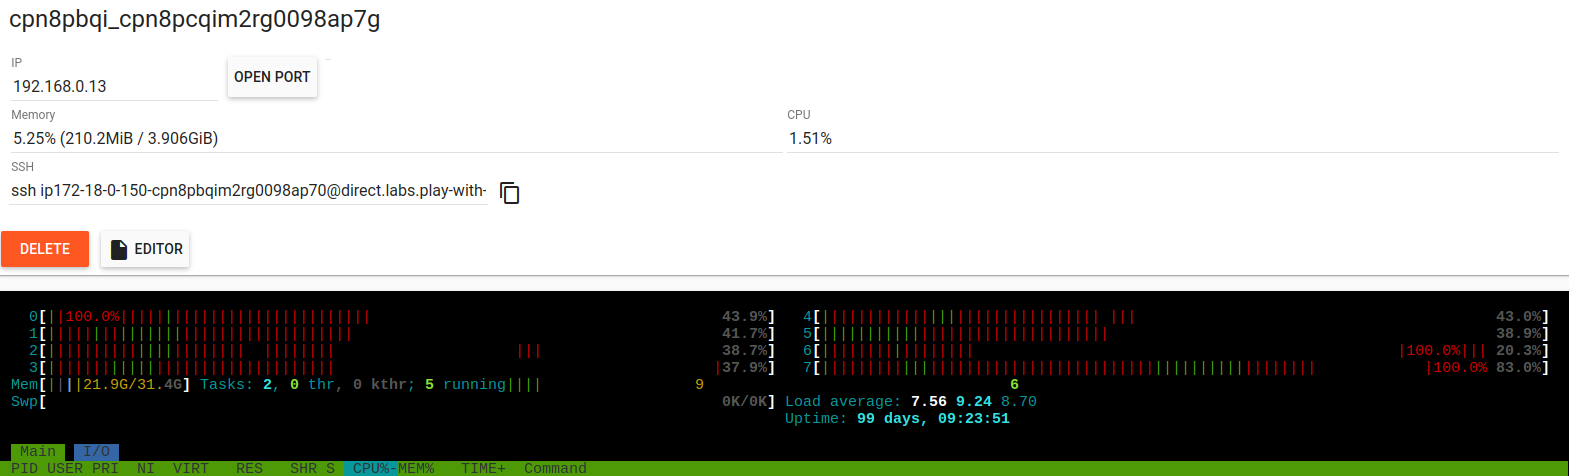 cpn8pbqi_cpn8pcqim2rg0098ap7g
IP
192.168.0.13
OPEN PORT
Memory
5.25% (210.2MiB / 3.906GiB)
CPU
1.51%
SSH
ssh ip172-18-0-150-cpn8pbqim2rg0098ap70@direct.labs.play-with-
DELETE
EDITOR
0[||100.0%|||||||||||||||||||||||||||| 43.9%] 4[||||||||||||||||||||||||||||||| ||| 43.0%]
1[|||||||||||||||||||||||||||||||||| 41.7%] 5[|||||||||||||||||||||||||||||||| 38.9%]
2[|||||||||||||||||||||| |||||||| ||| 38.7%] 6[||||||||||||||||| |100.0%||| 20.3%]
3[|||||||||||||||||||||||||||||||| |37.9%] 7[||||||||||||||||||||||||||||||||||||||||||||||||||||||| |100.0% 83.0%]
Mem[||||21.9G/31.4G] Tasks: 2, 0 thr, 0 kthr; 5 running|||| 9 6
Swp[ 0K/0K] Load average: 7.56 9.24 8.70
Uptime: 99 days, 09:23:51
Main I/O
PID USER PRI NI VIRT RES SHR S CPU%-MEM% TIME+ Command